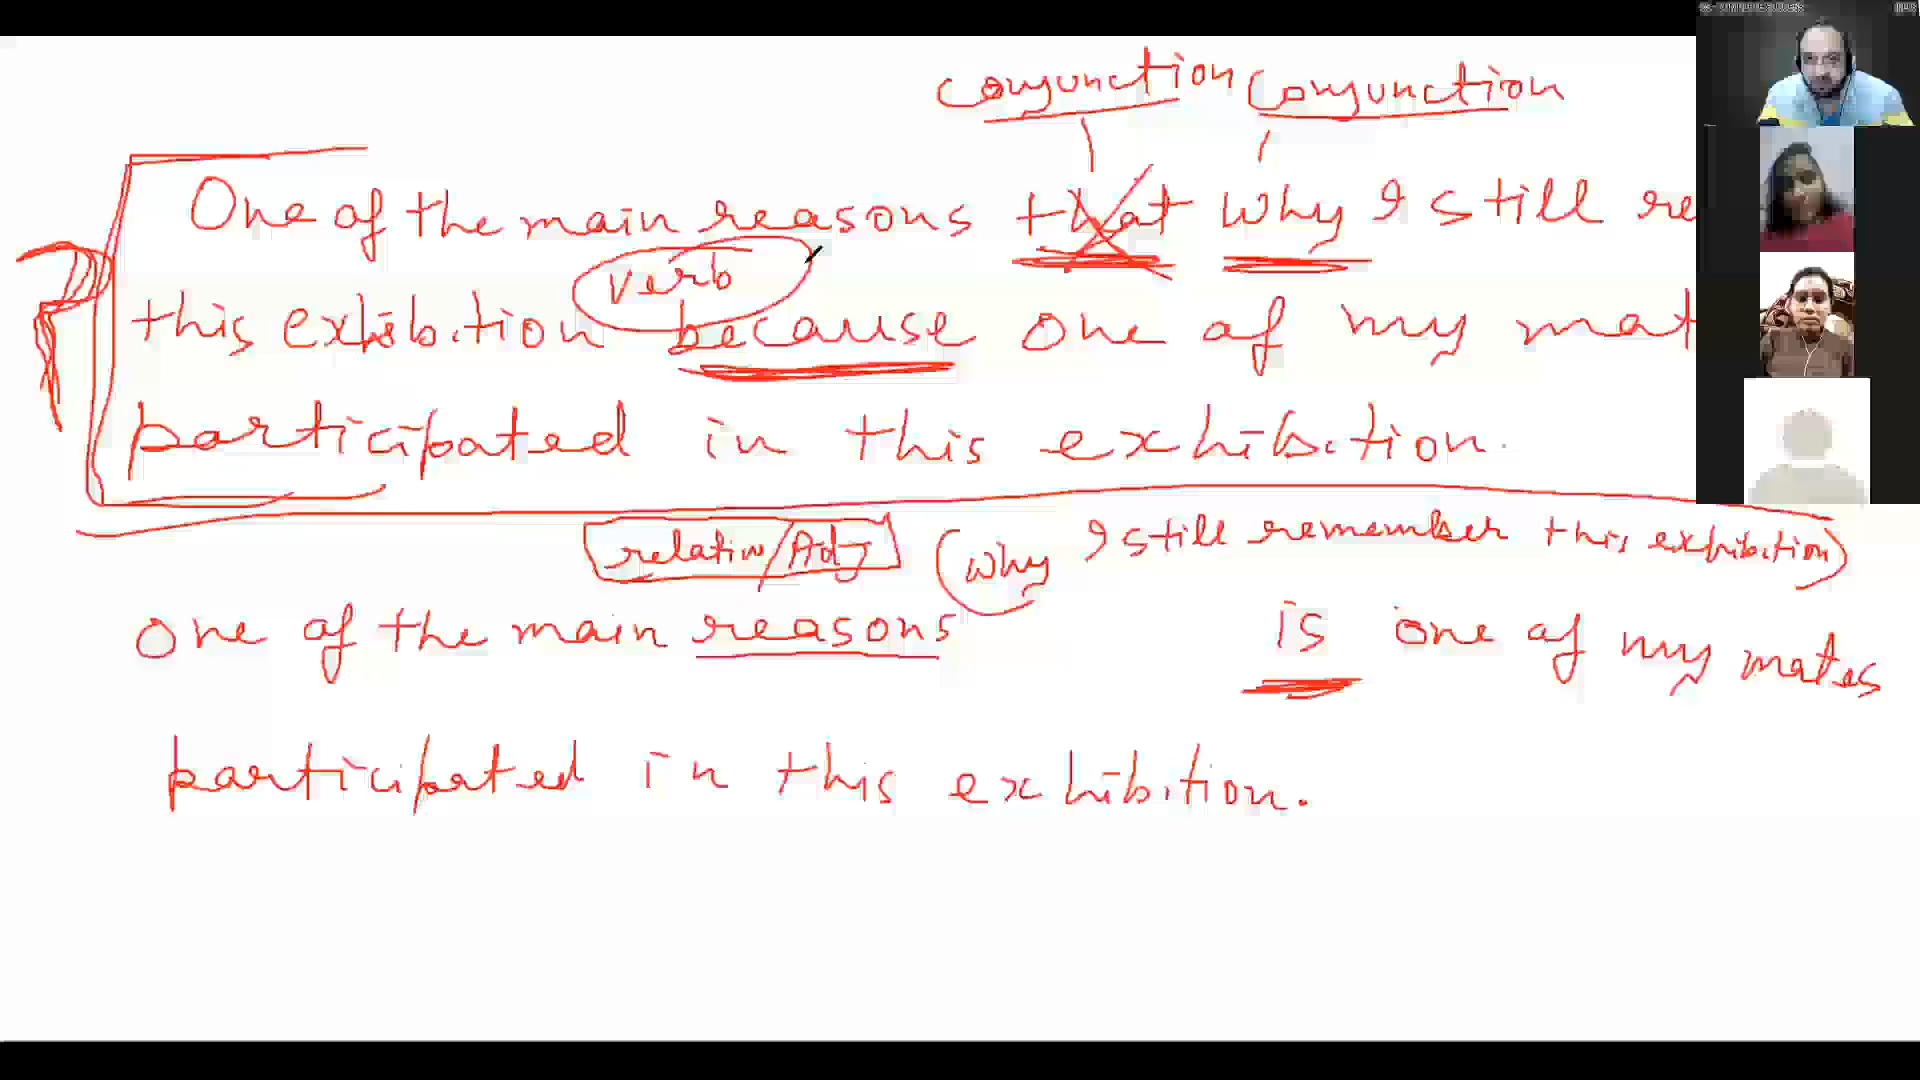 conjunction conjunction
One of the main reasons that why I still re
verb
this exhibition because one of my mat
participated in this exhibition.
relative/Adj (why I still remember this exhibition)
one of the main reasons is one of my mates
participated in this exhibition.